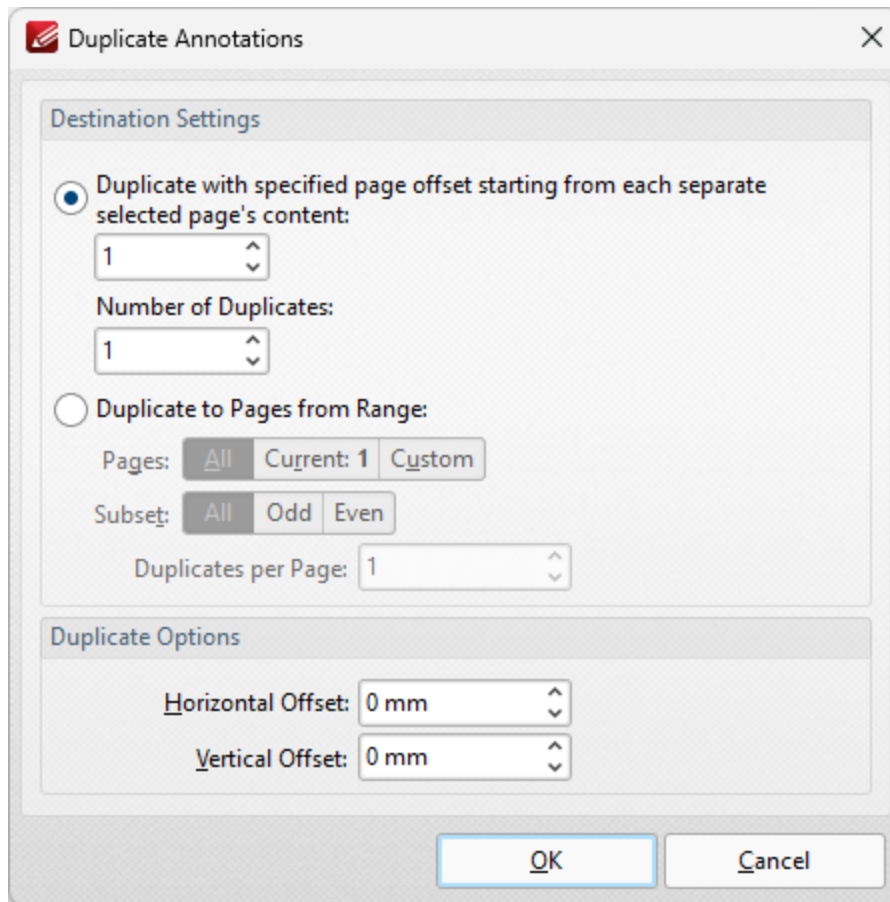 Duplicate Annotations
Destination Settings
Duplicate with specified page offset starting from each separate
selected page's content:
1
Number of Duplicates:
1
Duplicate to Pages from Range:
Pages: All Current: 1 Custom
Subset: All Odd Even
Duplicates per Page: 1
Duplicate Options
Horizontal Offset: 0 mm
Vertical Offset: 0 mm
OK Cancel